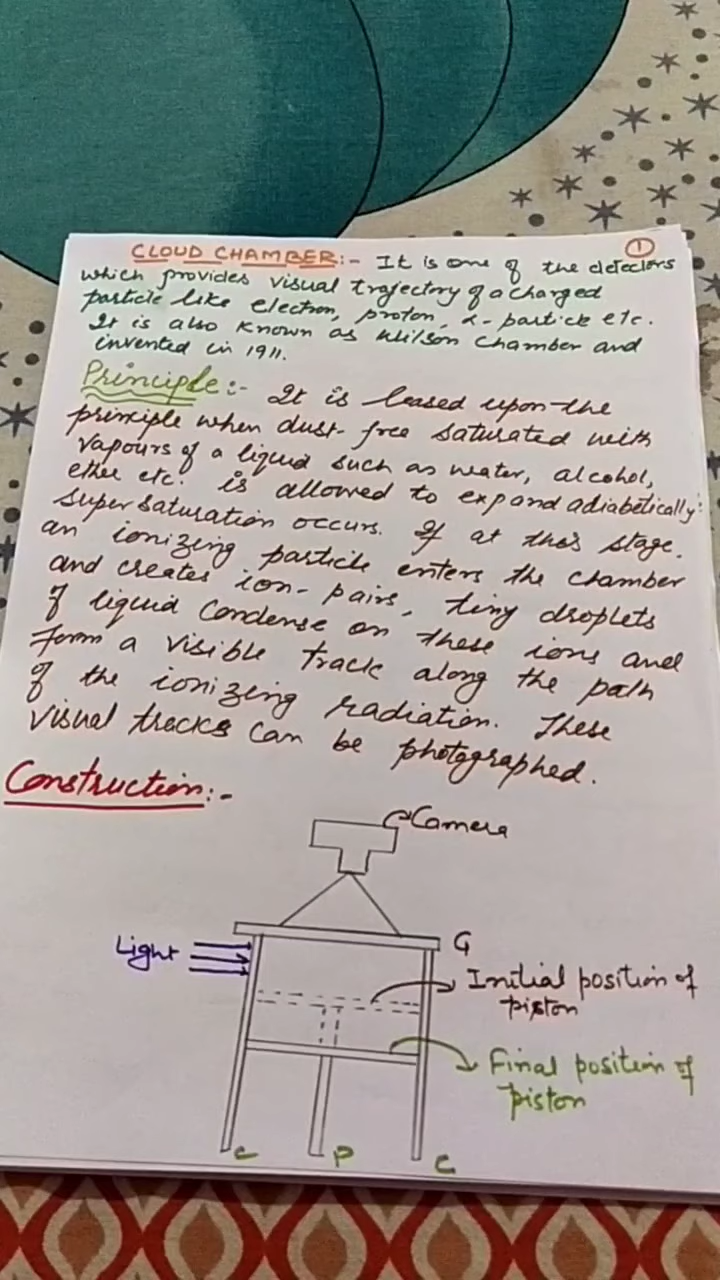 CLOUD CHAMBER:- It is one of the detectors
①
which provides visual trajectory of a charged
particle like electron, proton, α-particle etc.
It is also known as Wilson Chamber and
invented in 1911.
Principle:- It is based upon the
principle when dust-free saturated with
vapours of a liquid such as water, alcohol,
ether etc. is allowed to expand adiabetically
supersaturation occurs. If at this stage.
an ionizing particle enters the chamber
and creates ion-pairs, tiny droplets
of liquid condense on these ions and
form a visible track along the path
of the ionizing radiation. These
visual tracks can be photographed.
Construction:-
Camera
Light
G
Initial position of
piston
Final position of
piston
C P C